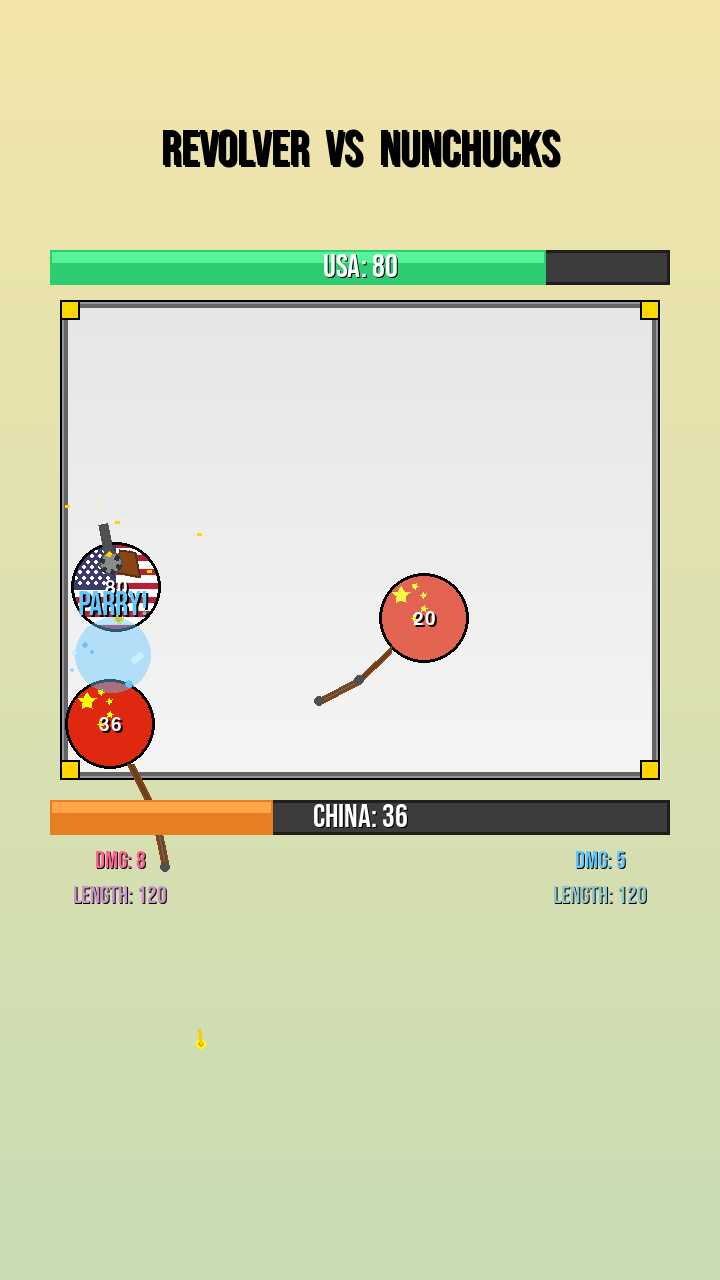 REVOLVER VS NUNCHUCKS
USA: 80
80
PARRY!
20
36
CHINA: 36
DMG: 8
DMG: 5
LENGTH: 120
LENGTH: 120